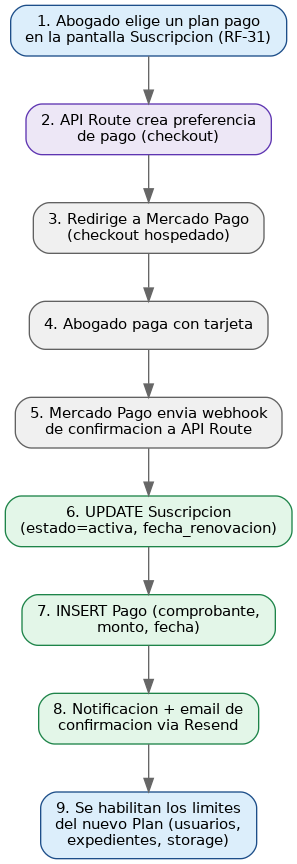 1. Abogado elige un plan pago
en la pantalla Suscripcion (RF-31)
2. API Route crea preferencia
de pago (checkout)
3. Redirige a Mercado Pago
(checkout hospedado)
4. Abogado paga con tarjeta
5. Mercado Pago envia webhook
de confirmacion a API Route
6. UPDATE Suscripcion
(estado=activa, fecha_renovacion)
7. INSERT Pago (comprobante,
monto, fecha)
8. Notificacion + email de
confirmacion via Resend
9. Se habilitan los limites
del nuevo Plan (usuarios,
expedientes, storage)